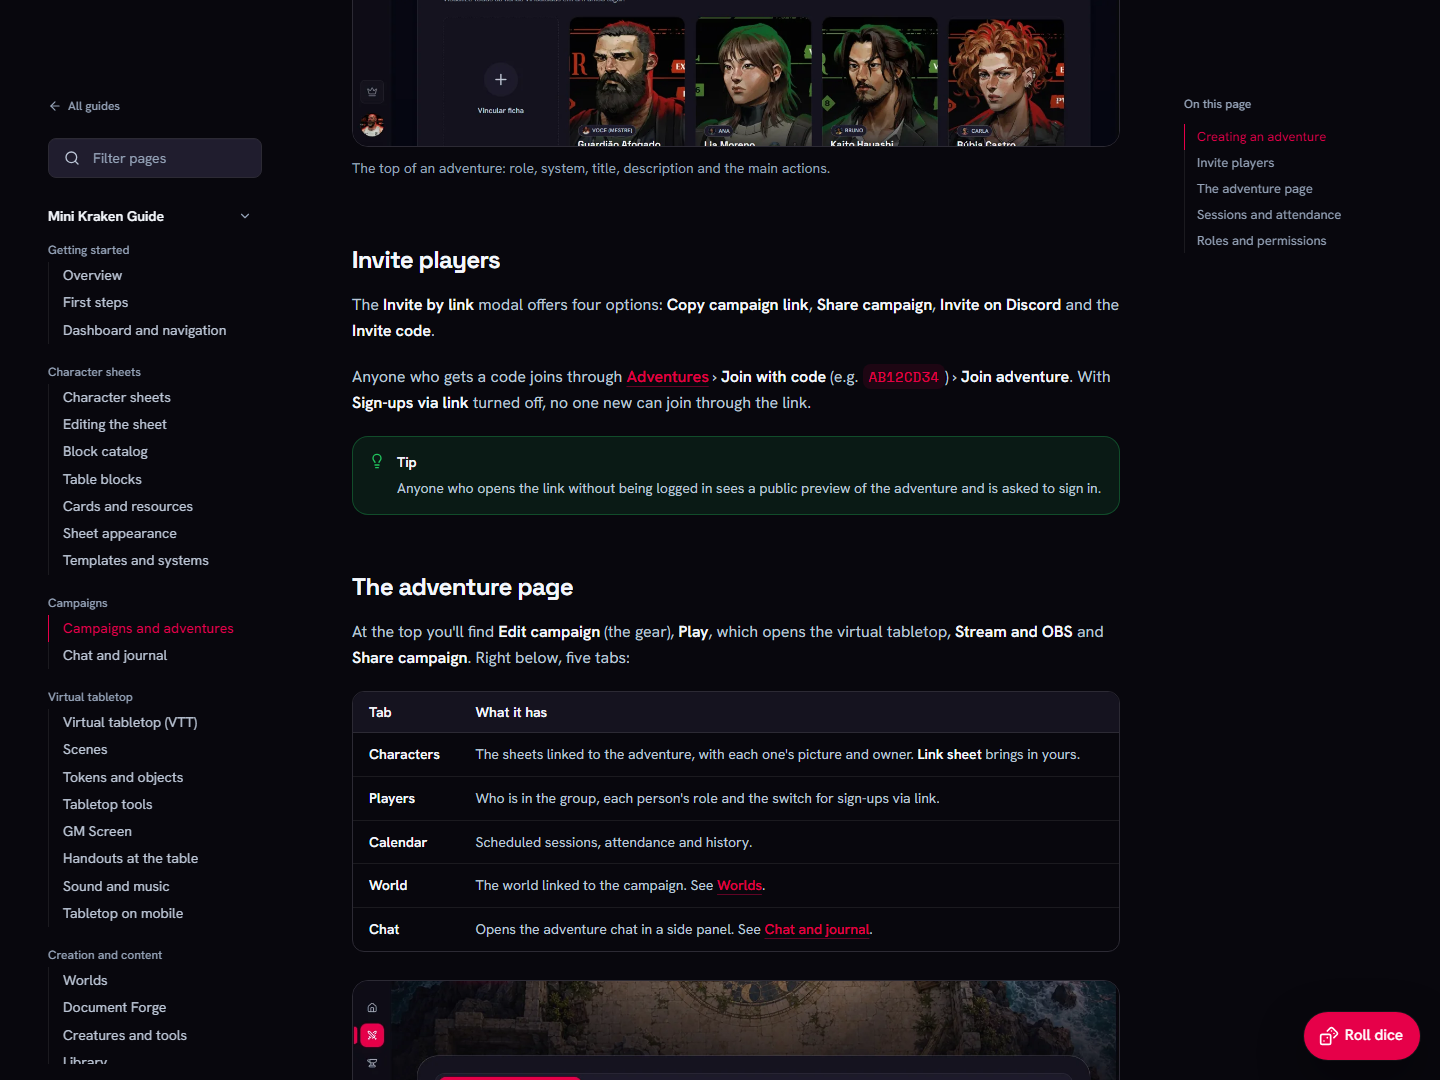 Vincular ficha
VOCÊ (MESTRE)
Guardião Afogado
ANA
Lia Moreno
BRUNO
Kaito Hayashi
CARLA
Rúbia Castro
The top of an adventure: role, system, title, description and the main actions.
All guides
Filter pages
Mini Kraken Guide
Getting started
Overview
First steps
Dashboard and navigation
Character sheets
Character sheets
Editing the sheet
Block catalog
Table blocks
Cards and resources
Sheet appearance
Templates and systems
Campaigns
Campaigns and adventures
Chat and journal
Virtual tabletop
Virtual tabletop (VTT)
Scenes
Tokens and objects
Tabletop tools
GM Screen
Handouts at the table
Sound and music
Tabletop on mobile
Creation and content
Worlds
Document Forge
Creatures and tools
Library
Invite players
The Invite by link modal offers four options: Copy campaign link, Share campaign, Invite on Discord and the
Invite code.
Anyone who gets a code joins through Adventures › Join with code (e.g. AB12CD34 ) › Join adventure. With
Sign-ups via link turned off, no one new can join through the link.
Tip
Anyone who opens the link without being logged in sees a public preview of the adventure and is asked to sign in.
The adventure page
At the top you'll find Edit campaign (the gear), Play, which opens the virtual tabletop, Stream and OBS and
Share campaign. Right below, five tabs:
Tab What it has
Characters The sheets linked to the adventure, with each one's picture and owner. Link sheet brings in yours.
Players Who is in the group, each person's role and the switch for sign-ups via link.
Calendar Scheduled sessions, attendance and history.
World The world linked to the campaign. See Worlds.
Chat Opens the adventure chat in a side panel. See Chat and journal.
On this page
Creating an adventure
Invite players
The adventure page
Sessions and attendance
Roles and permissions
Roll dice